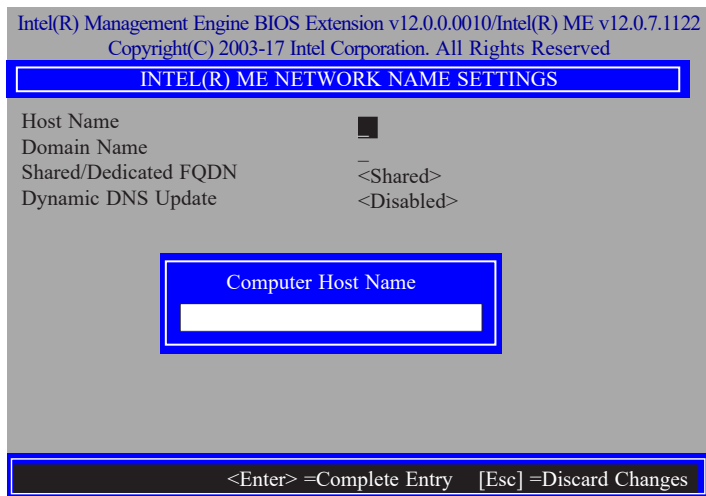 Intel(R) Management Engine BIOS Extension v12.0.0.0010/Intel(R) ME v12.0.7.1122
Copyright(C) 2003-17 Intel Corporation. All Rights Reserved
INTEL(R) ME NETWORK NAME SETTINGS
Host Name _
Domain Name _
Shared/Dedicated FQDN <Shared>
Dynamic DNS Update <Disabled>
Computer Host Name
<Enter> =Complete Entry [Esc] =Discard Changes